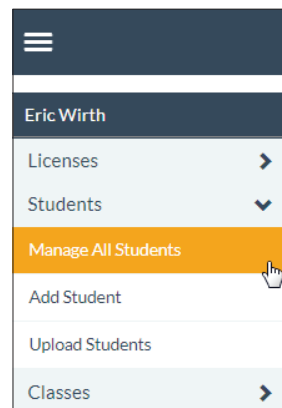 Eric Wirth
Licenses
Students
Manage All Students
Add Student
Upload Students
Classes